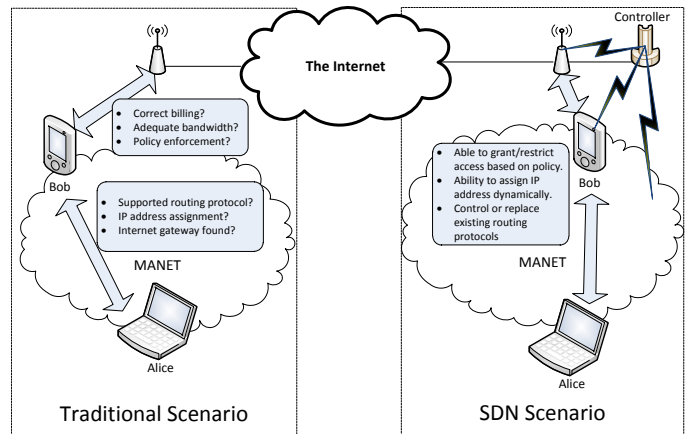 Controller
The Internet
• Correct billing?
• Adequate bandwidth?
• Policy enforcement?
Bob
• Supported routing protocol?
• IP address assignment?
• Internet gateway found?
MANET
Alice
Traditional Scenario
• Able to grant/restrict
access based on policy.
• Ability to assign IP
address dynamically.
• Control or replace
existing routing
protocols
Bob
MANET
Alice
SDN Scenario